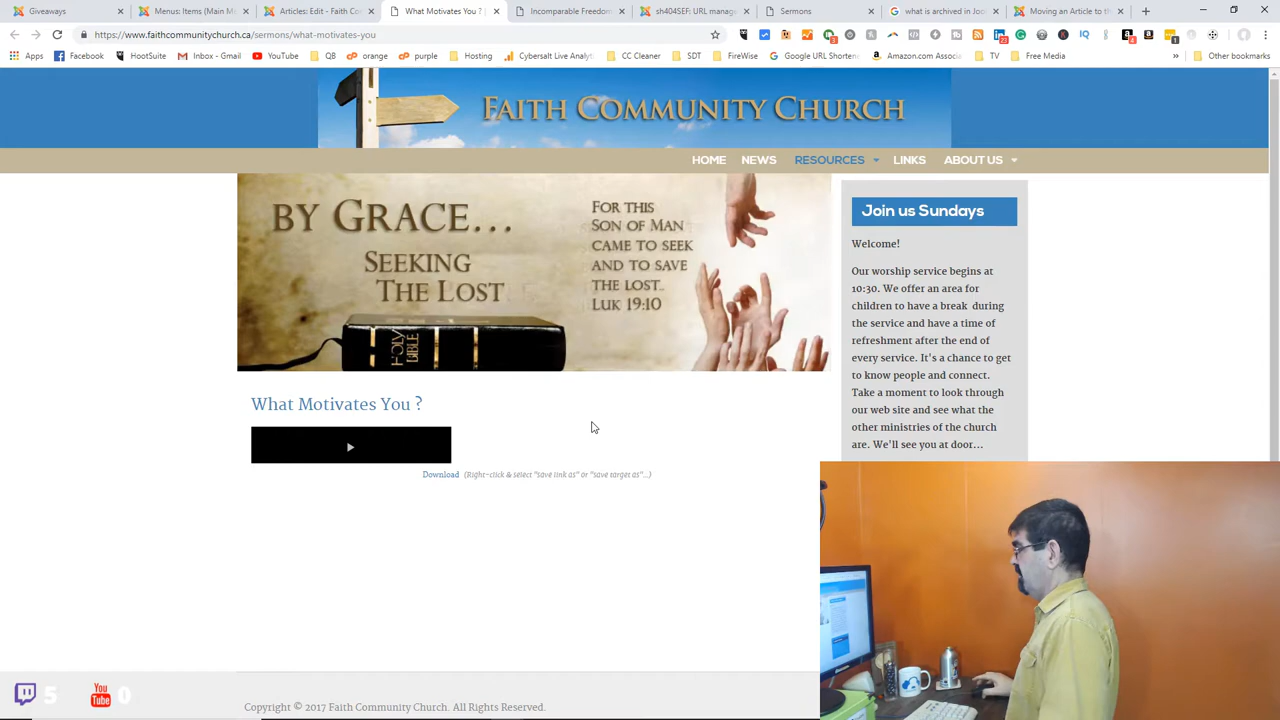 Giveaways
Menus: Items (Main M
Articles: Edit - Faith Co
What Motivates You ? |
Incomparable Freedom
sh404SEF: URL manage
Sermons
what is archived in Joo
Moving an Article to th
https://www.faithcommunitychurch.ca/sermons/what-motivates-you
Apps
Facebook
HootSuite
Inbox - Gmail
YouTube
orange
purple
Hosting
Cybersalt Live Analy
CC Cleaner
SDT
FireWise
Google URL Shorten
Amazon.com Associ
TV
Free Media
Other bookmarks
FAITH COMMUNITY CHURCH
HOME NEWS RESOURCES LINKS ABOUT US
BY GRACE...
SEEKING
THE LOST
FOR THIS
SON OF MAN
CAME TO SEEK
AND TO SAVE
THE LOST..
LUK 19:10
HOLY BIBLE
Join us Sundays
Welcome!
Our worship service begins at
10:30. We offer an area for
children to have a break during
the service and have a time of
refreshment after the end of
every service. It's a chance to get
to know people and connect.
Take a moment to look through
our web site and see what the
other ministries of the church
are. We'll see you at door...
What Motivates You ?
Download (Right-click & select "save link as" or "save target as"...)
5
You
Tube
0
Copyright © 2017 Faith Community Church. All Rights Reserved.